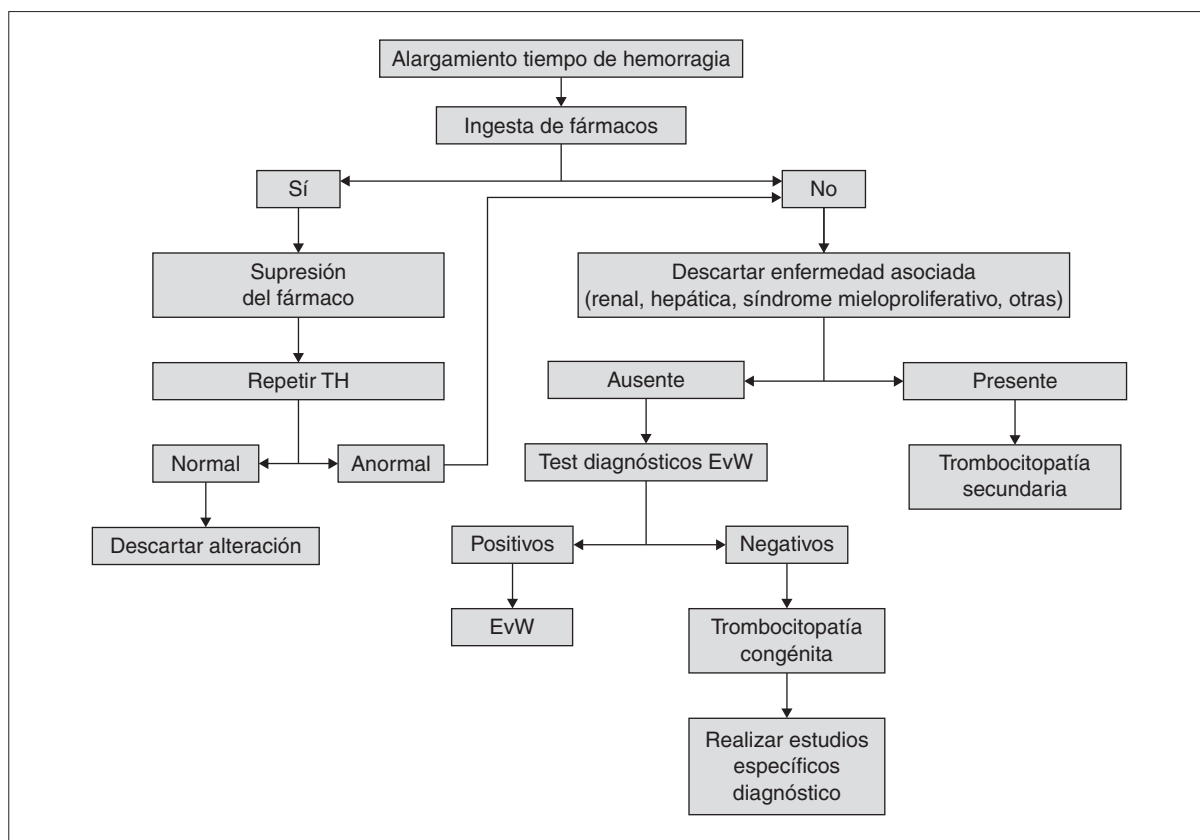 Alargamiento tiempo de hemorragia
Ingesta de fármacos
Sí
No
Supresión
del fármaco
Descartar enfermedad asociada
(renal, hepática, síndrome mieloproliferativo, otras)
Repetir TH
Ausente
Presente
Normal
Anormal
Test diagnósticos EvW
Trombocitopatía
secundaria
Descartar alteración
Positivos
Negativos
EvW
Trombocitopatía
congénita
Realizar estudios
específicos
diagnóstico